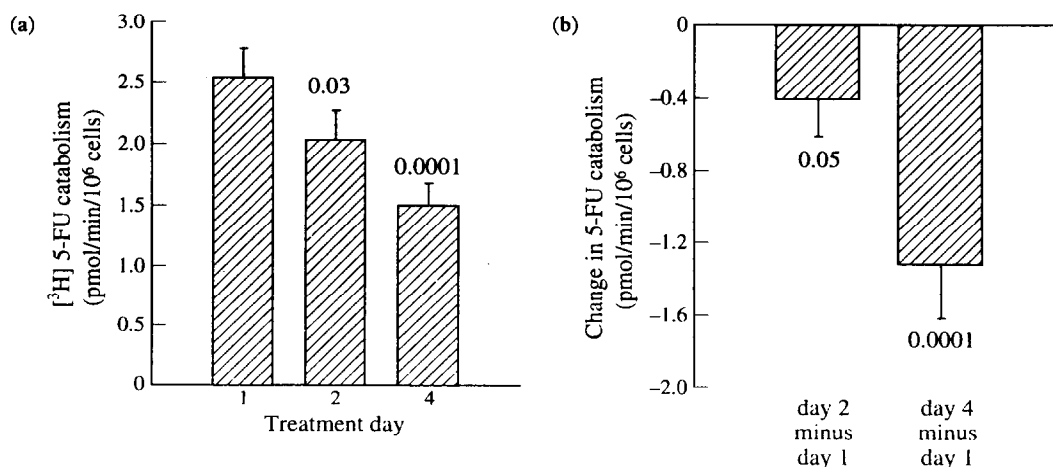 (a)
[³H] 5-FU catabolism
(pmol/min/10⁶ cells)
3.0
2.5
2.0
1.5
1.0
0.5
0
0.03
0.0001
1 2 4
Treatment day
(b)
Change in 5-FU catabolism
(pmol/min/10⁶ cells)
0
−0.4
−0.8
−1.2
−1.6
−2.0
0.05
0.0001
day 2 day 4
minus minus
day 1 day 1